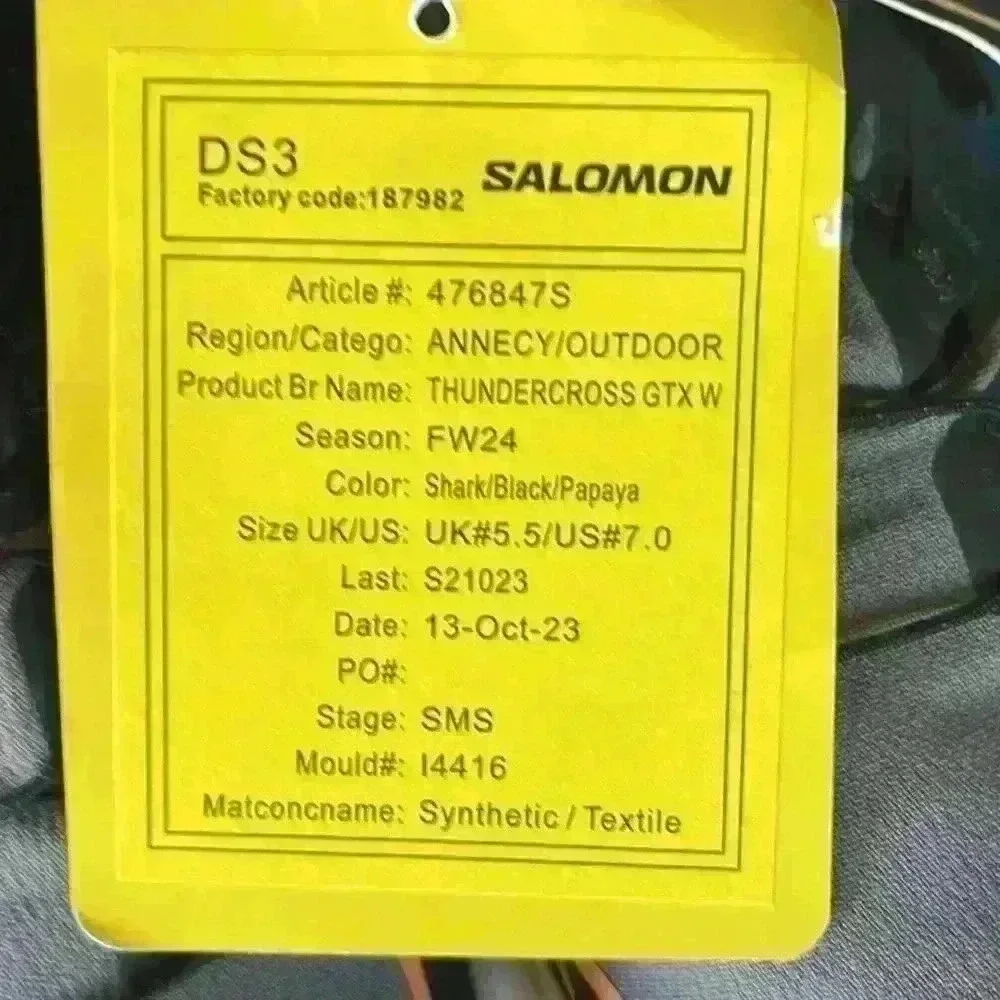 DS3
Factory code:187982
SALOMON
Article #: 476847S
Region/Catego: ANNECY/OUTDOOR
Product Br Name: THUNDERCROSS GTX W
Season: FW24
Color: Shark/Black/Papaya
Size UK/US: UK#5.5/US#7.0
Last: S21023
Date: 13-Oct-23
PO#:
Stage: SMS
Mould#: I4416
Matconcname: Synthetic / Textile